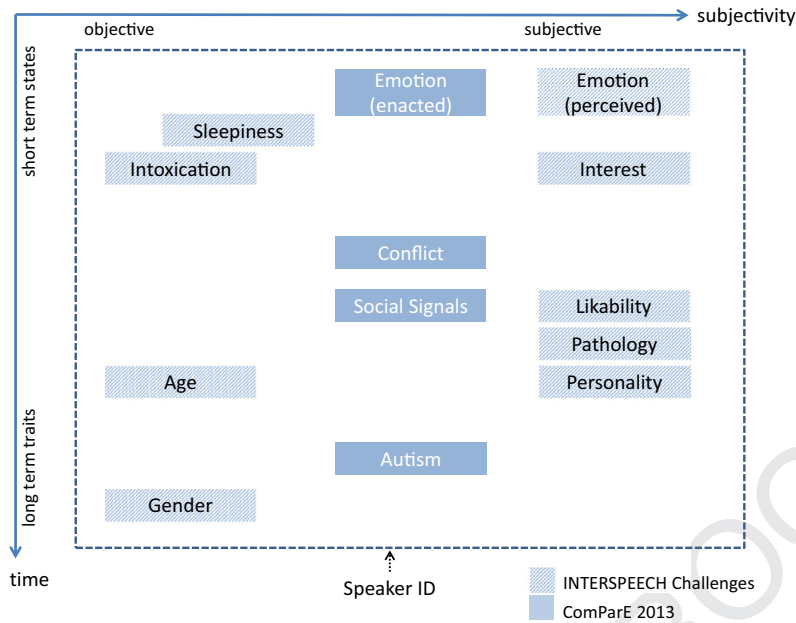 subjectivity
objective
subjective
short term states
Emotion
(enacted)
Emotion
(perceived)
Sleepiness
Intoxication
Interest
Conflict
Social Signals
Likability
Pathology
Age
Personality
long term traits
Autism
Gender
time
Speaker ID
INTERSPEECH Challenges
ComParE 2013